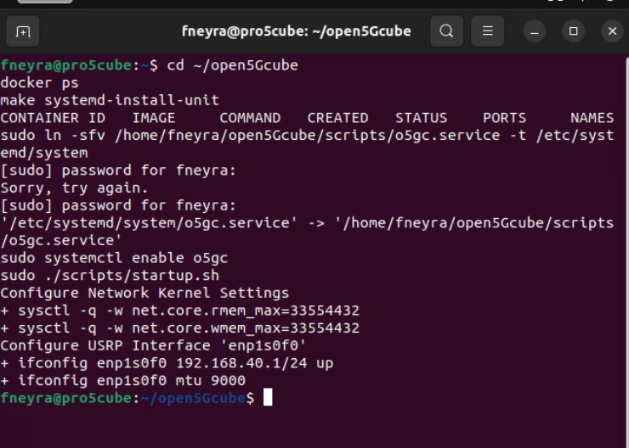 fneyra@pro5cube: ~/open5Gcube
fneyra@pro5cube:~$ cd ~/open5Gcube
docker ps
make systemd-install-unit
CONTAINER ID   IMAGE     COMMAND   CREATED   STATUS    PORTS     NAMES
sudo ln -sfv /home/fneyra/open5Gcube/scripts/o5gc.service -t /etc/syst
emd/system
[sudo] password for fneyra:
Sorry, try again.
[sudo] password for fneyra:
'/etc/systemd/system/o5gc.service' -> '/home/fneyra/open5Gcube/scripts
/o5gc.service'
sudo systemctl enable o5gc
sudo ./scripts/startup.sh
Configure Network Kernel Settings
+ sysctl -q -w net.core.rmem_max=33554432
+ sysctl -q -w net.core.wmem_max=33554432
Configure USRP Interface 'enp1s0f0'
+ ifconfig enp1s0f0 192.168.40.1/24 up
+ ifconfig enp1s0f0 mtu 9000
fneyra@pro5cube:~/open5Gcube$